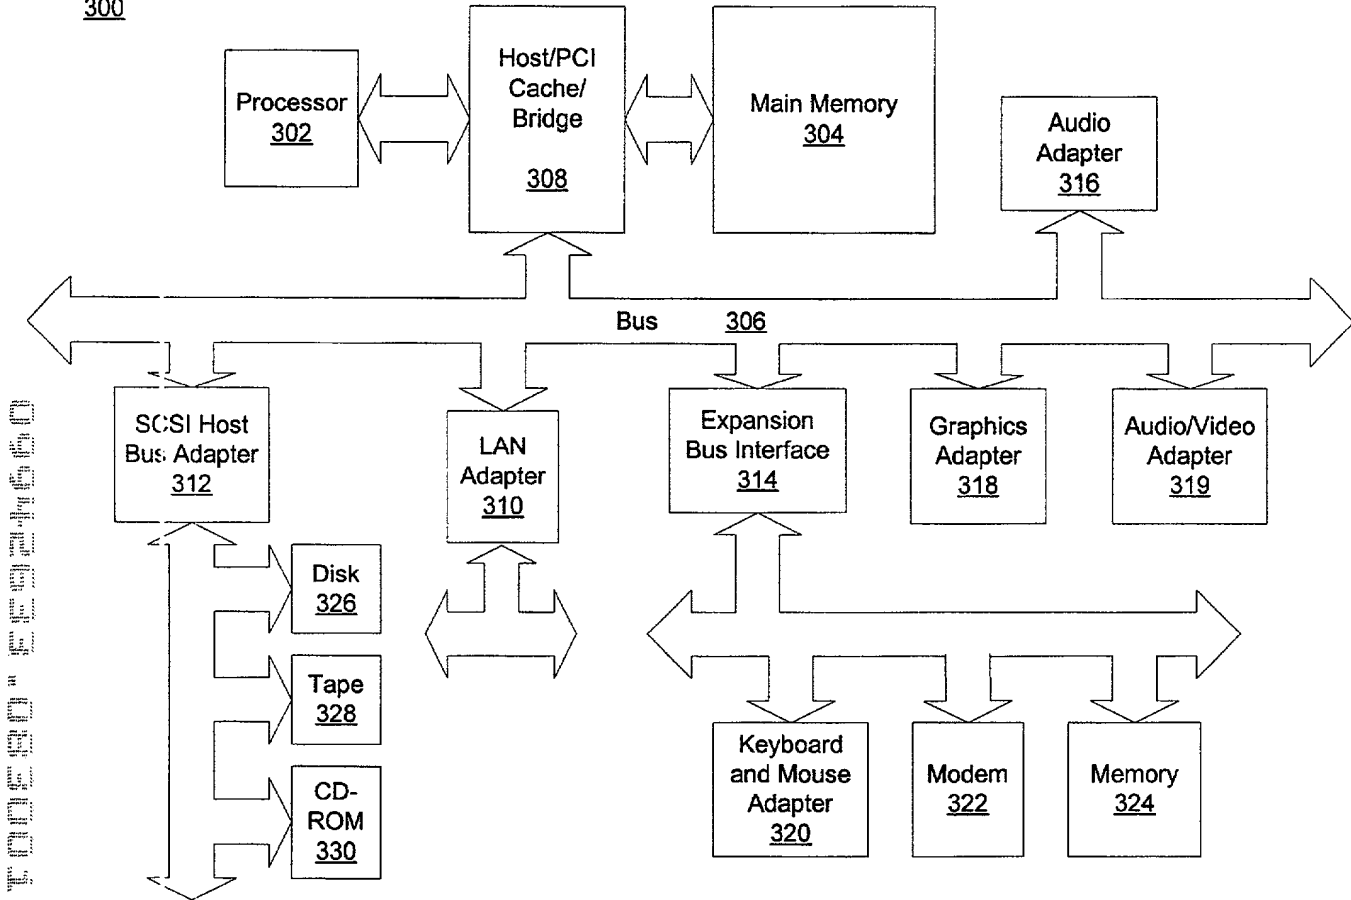 300
Processor
302
Host/PCI
Cache/
Bridge
308
Main Memory
304
Audio
Adapter
316
Bus 306
SCSI Host
Bus Adapter
312
LAN
Adapter
310
Expansion
Bus Interface
314
Graphics
Adapter
318
Audio/Video
Adapter
319
Disk
326
Tape
328
CD-
ROM
330
Keyboard
and Mouse
Adapter
320
Modem
322
Memory
324